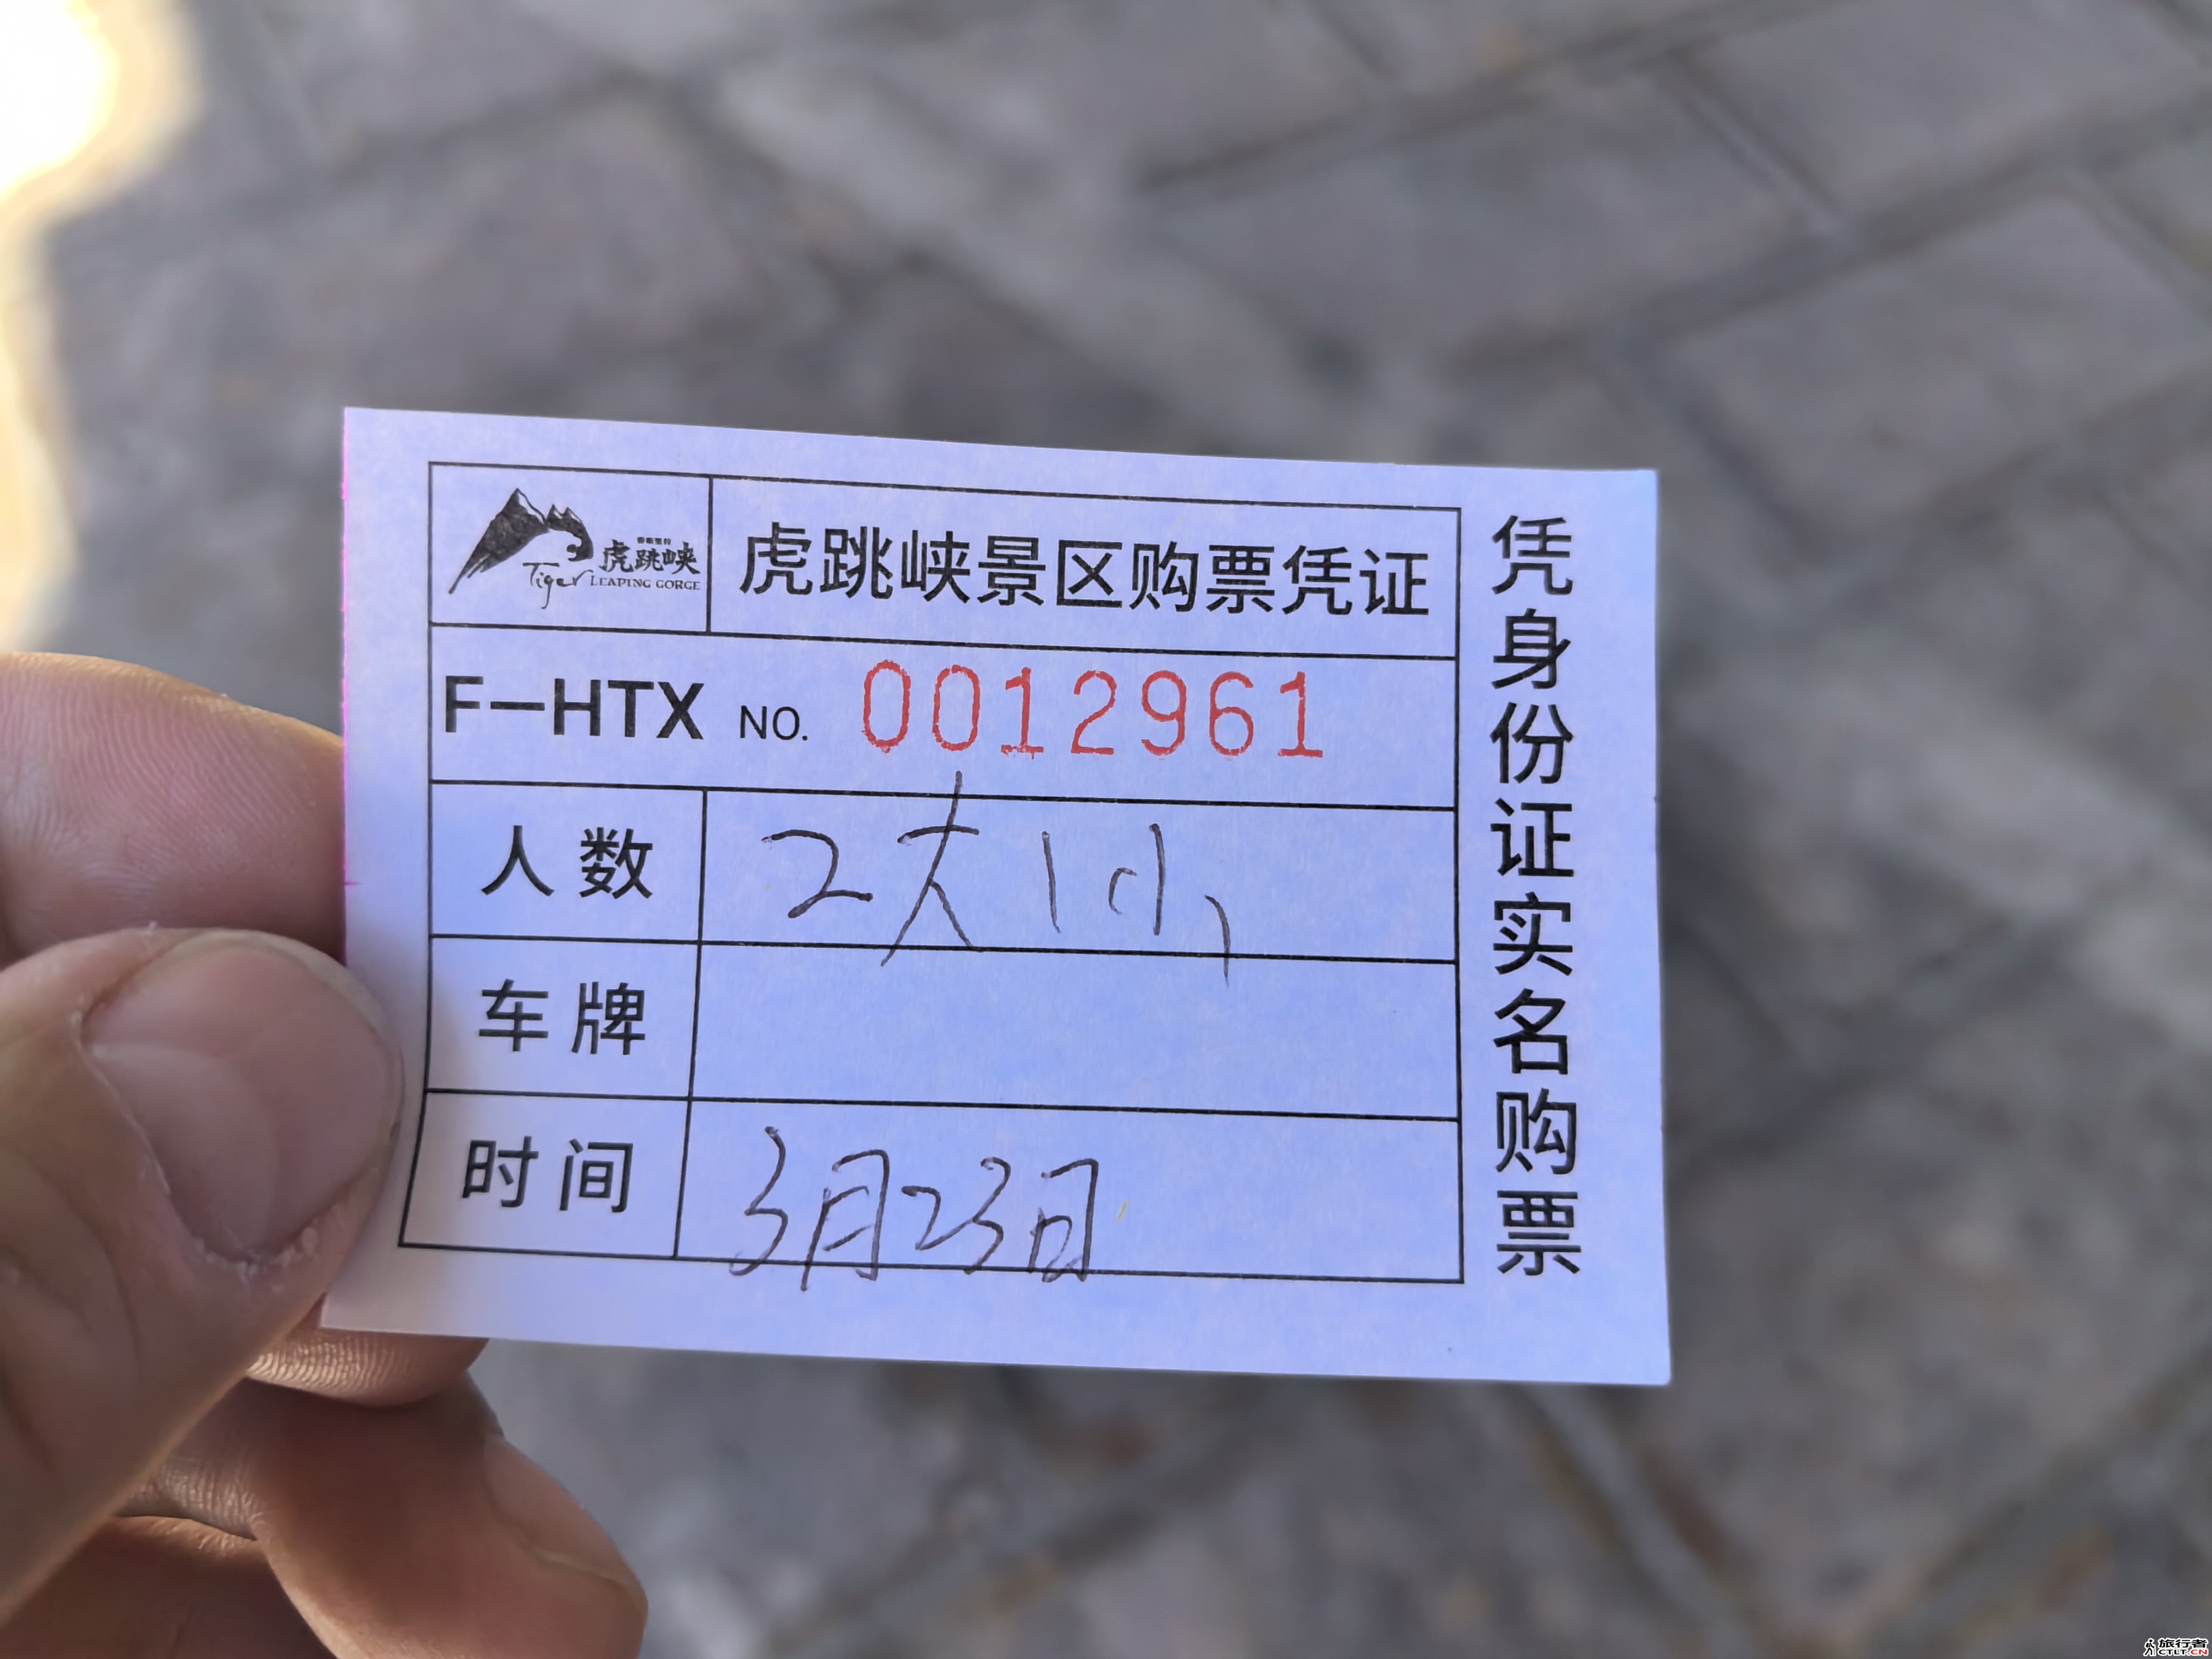 虎跳峡
Tiger LEAPING GORGE
虎跳峡景区购票凭证
F—HTX NO. 0012961
人数 2大1小
车牌
时间 3月23日
凭身份证实名购票
旅行者
CTLT.CN